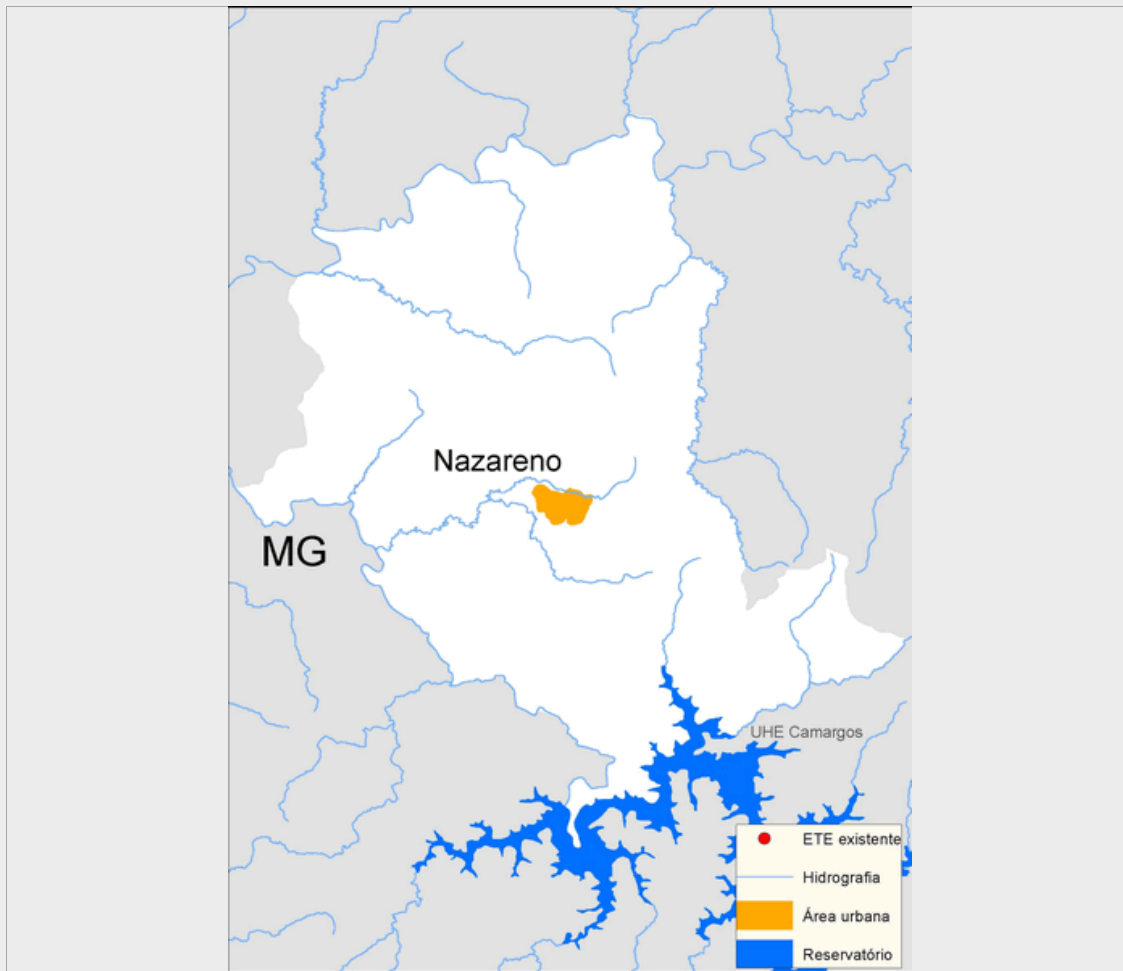 Nazareno
MG
UHE Camargos
ETE existente
Hidrografia
Área urbana
Reservatório